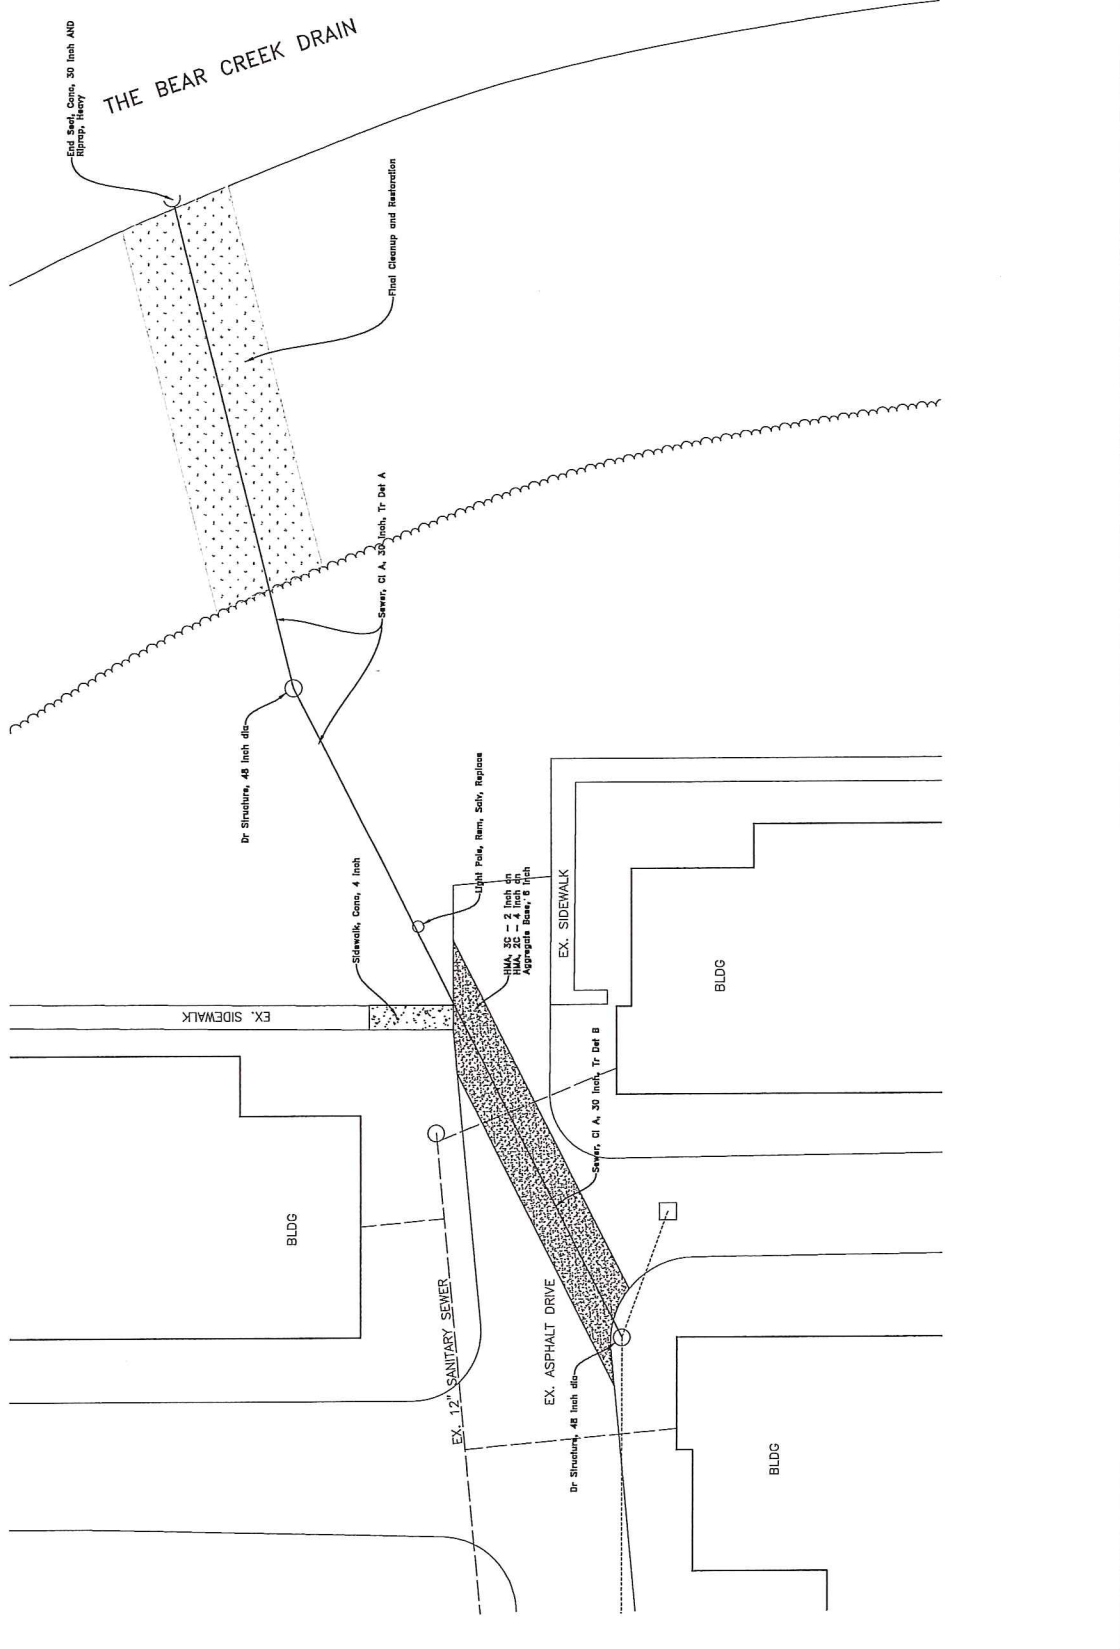 THE BEAR CREEK DRAIN
End Sect, Conc, 30 Inch AND
Riprap, Heavy
Final Cleanup and Restoration
Sewer, Cl A, 30 Inch, Tr Det A
Dr Structure, 48 Inch dia
Light Pole, Rem, Salv, Replace
Sidewalk, Conc, 4 Inch
HMA, 3C - 2 Inch on
HMA, 2C - 4 Inch on
Aggregate Base, 6 Inch
EX. SIDEWALK
EX. SIDEWALK
BLDG
Sewer, Cl A, 30 Inch, Tr Det B
BLDG
EX. 12" SANITARY SEWER
EX. ASPHALT DRIVE
Dr Structure, 48 Inch dia
BLDG